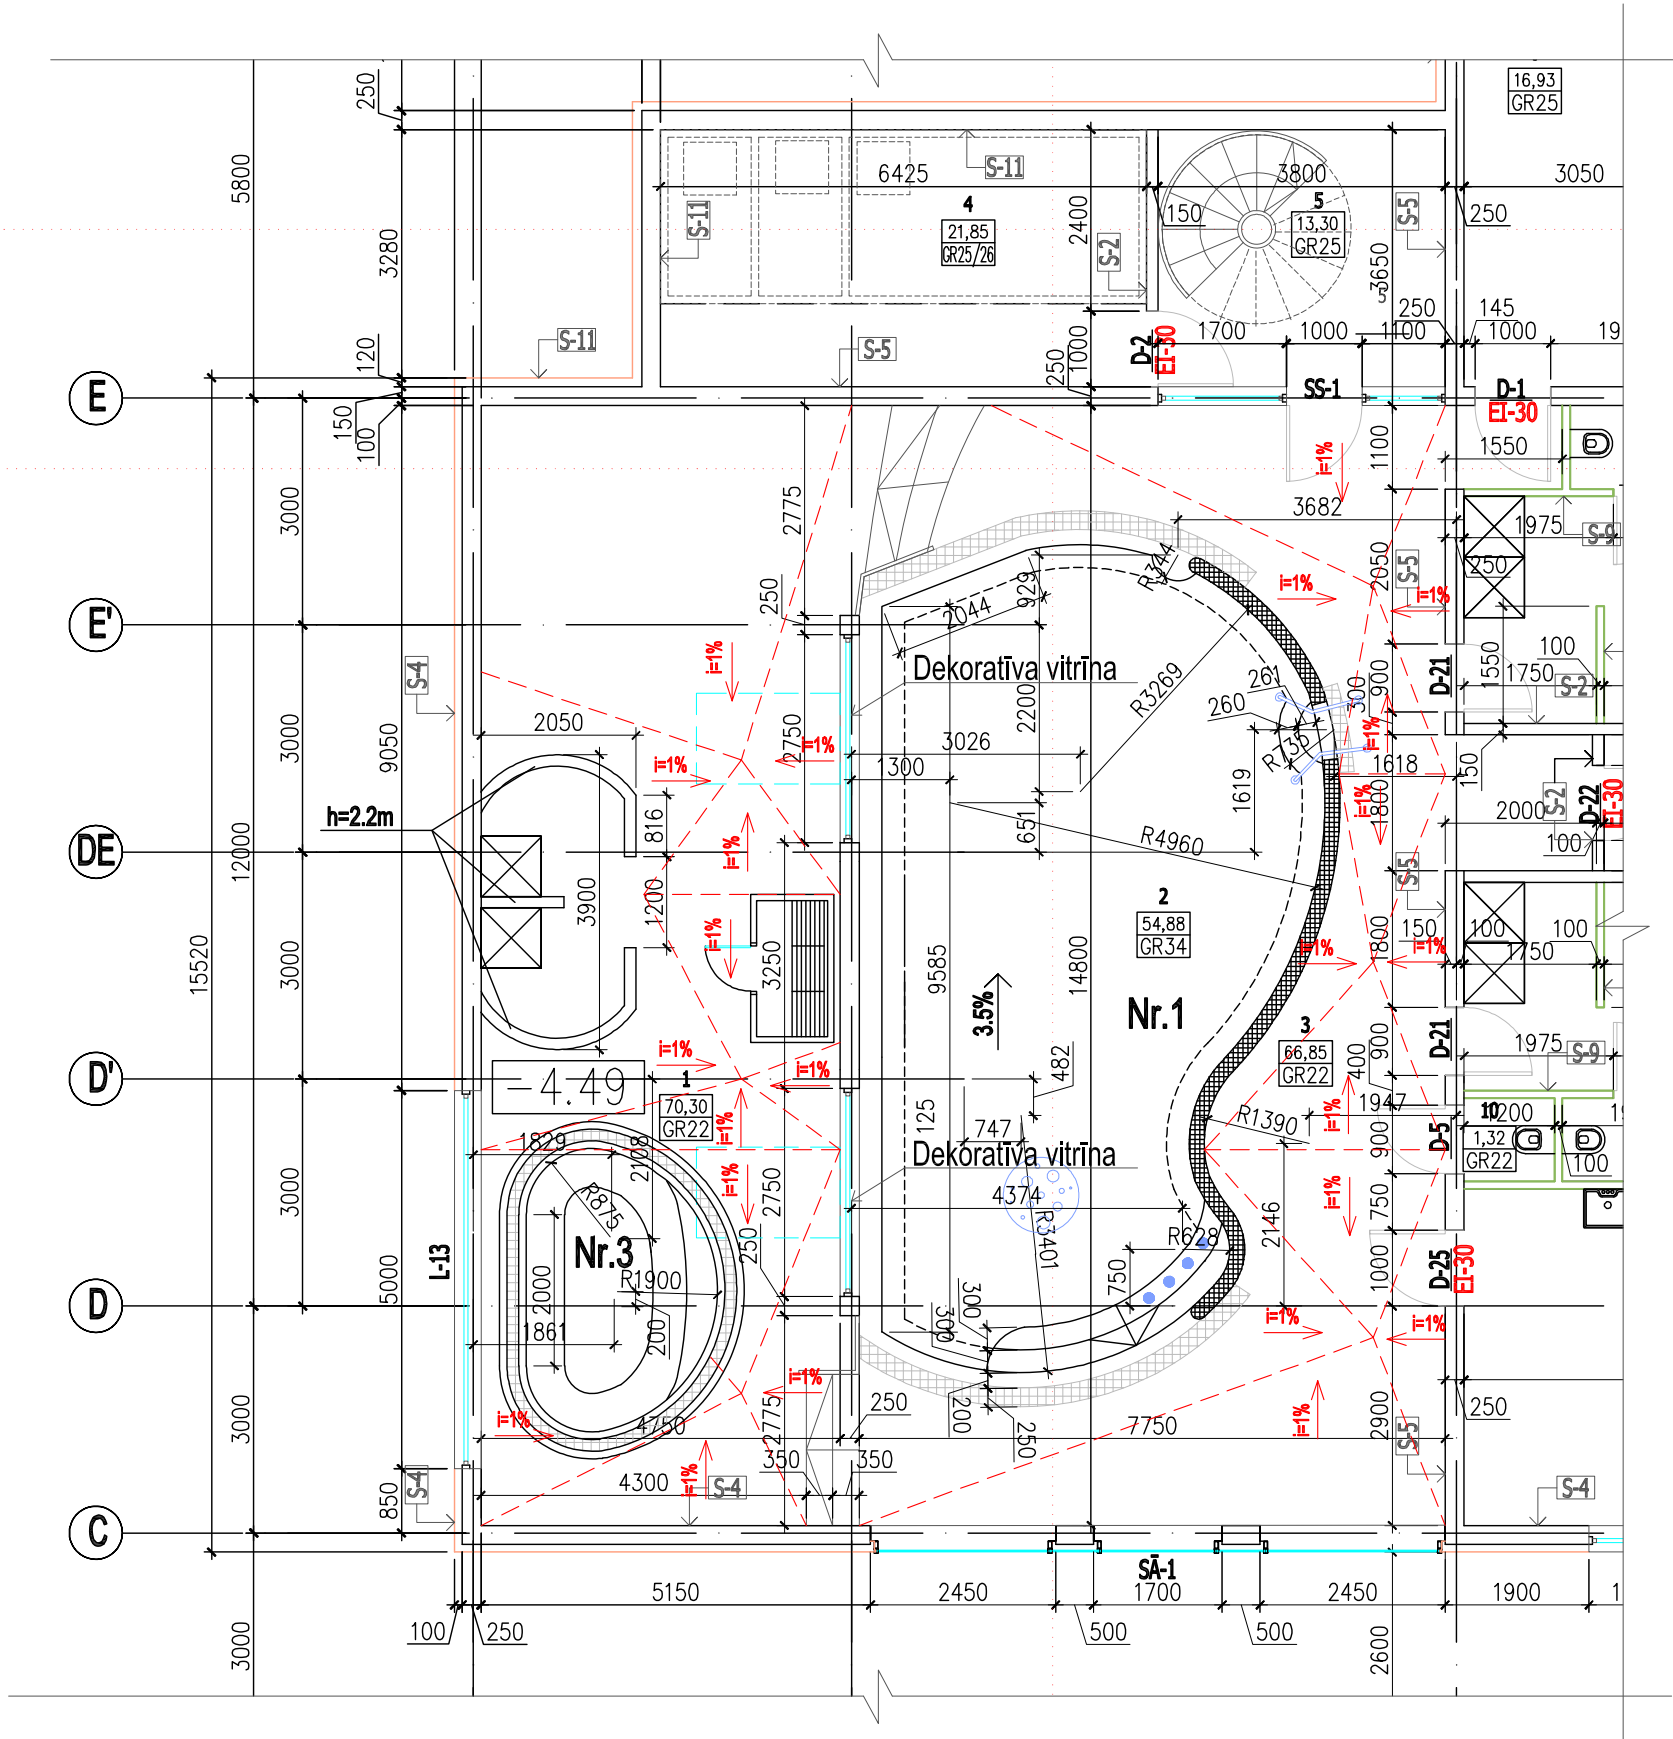 250
5800
3280
120
150
100
16,93
GR25
6425
S-11
S-11
4
21,85
GR25/26
2400
S-2
150
3800
5
13,30
GR25
S-5
250
3050
3650
5
S-11
S-5
250
1000
D-2
EI-30
1700
1000
1100
250
145
1000
19
SS-1
D-1
EI-30
E
1550
1100
i=1%
3000
2775
3682
1975
S-9
250
929
2044
R344
i=1%
2050
S-5
i=1%
250
E'
S-4
i=1%
Dekoratīva vitrīna
R3269
261
260
R735
300
900
D-21
1550
100
1750
S-2
2050
3000
9050
2750
i=1%
i=1%
3026
1300
2200
1619
i=1%
1618
150
h=2.2m
816
i=1%
651
R4960
i=1%
1800
2000
S-2
D-22
EI-30
100
DE
12000
3900
1200
2
54,88
GR34
S-5
15520
3000
i=1%
3250
9585
14800
3.5%
Nr.1
i=1%
1800
i=1%
150
100
100
1750
3
66,85
GR22
900
D-21
1975
S-9
D'
-4.49
i=1%
1
70,30
GR22
i=1%
482
400
i=1%
1947
R1390
10
1200
1,32
GR22
100
900
D-5
1829
2108
i=1%
125
747
Dekoratīva vitrīna
4374
R3401
R628
2146
750
i=1%
750
R875
Nr.3
i=1%
2750
250
L-13
3000
5000
2000
R1900
200
1861
1000
D-25
EI-30
D
300
300
i=1%
i=1%
i=1%
i=1%
4750
2775
250
200
250
7750
i=1%
2900
S-5
250
3000
850
S-4
4300
i=1%
S-4
350
350
S-4
C
SĀ-1
5150
2450
1700
2450
1900
1
100
250
500
500
3000
2600